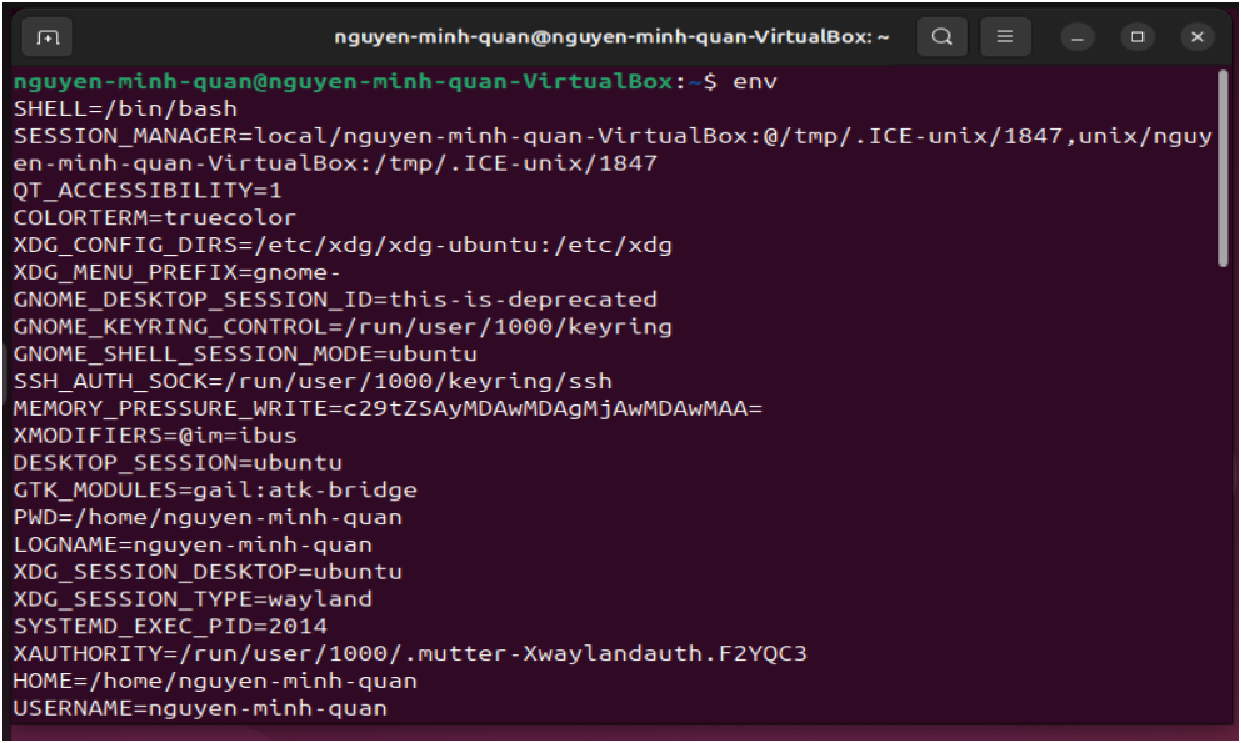 nguyen-minh-quan@nguyen-minh-quan-VirtualBox: ~
nguyen-minh-quan@nguyen-minh-quan-VirtualBox:~$ env
SHELL=/bin/bash
SESSION_MANAGER=local/nguyen-minh-quan-VirtualBox:@/tmp/.ICE-unix/1847,unix/nguy
en-minh-quan-VirtualBox:/tmp/.ICE-unix/1847
QT_ACCESSIBILITY=1
COLORTERM=truecolor
XDG_CONFIG_DIRS=/etc/xdg/xdg-ubuntu:/etc/xdg
XDG_MENU_PREFIX=gnome-
GNOME_DESKTOP_SESSION_ID=this-is-deprecated
GNOME_KEYRING_CONTROL=/run/user/1000/keyring
GNOME_SHELL_SESSION_MODE=ubuntu
SSH_AUTH_SOCK=/run/user/1000/keyring/ssh
MEMORY_PRESSURE_WRITE=c29tZSAyMDAwMDAgMjAwMDAwMAA=
XMODIFIERS=@im=ibus
DESKTOP_SESSION=ubuntu
GTK_MODULES=gail:atk-bridge
PWD=/home/nguyen-minh-quan
LOGNAME=nguyen-minh-quan
XDG_SESSION_DESKTOP=ubuntu
XDG_SESSION_TYPE=wayland
SYSTEMD_EXEC_PID=2014
XAUTHORITY=/run/user/1000/.mutter-Xwaylandauth.F2YQC3
HOME=/home/nguyen-minh-quan
USERNAME=nguyen-minh-quan